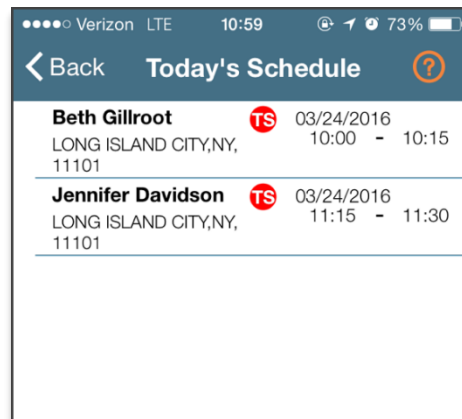 Verizon LTE 10:59 73%
Back Today's Schedule ?
Beth Gillroot TS 03/24/2016
LONG ISLAND CITY,NY, 10:00 - 10:15
11101
Jennifer Davidson TS 03/24/2016
LONG ISLAND CITY,NY, 11:15 - 11:30
11101